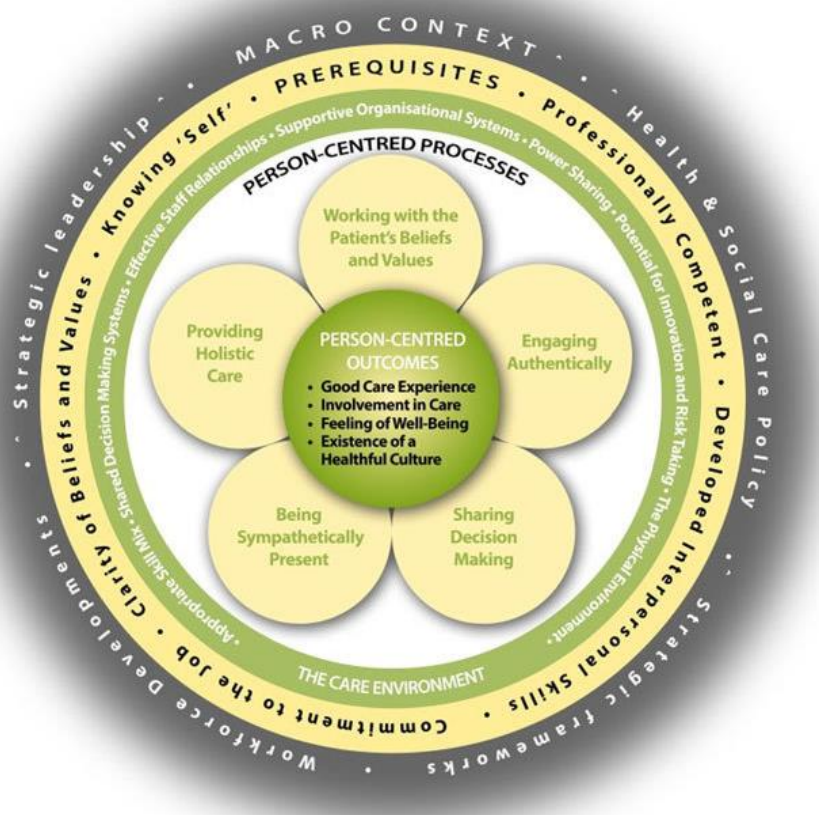 MACRO CONTEXT
Health & Social Care Policy
Strategic frameworks
Workforce Developments
Strategic leadership
PREREQUISITES
Professionally Competent
Developed Interpersonal Skills
Commitment to the Job
Clarity of Beliefs and Values
Knowing 'Self'
THE CARE ENVIRONMENT
Appropriate Skill Mix • Shared Decision Making Systems • Effective Staff Relationships • Supportive Organisational Systems • Power Sharing • Potential for Innovation and Risk Taking • The Physical Environment
PERSON-CENTRED PROCESSES
Working with the
Patient's Beliefs
and Values
Engaging
Authentically
Sharing
Decision
Making
Being
Sympathetically
Present
Providing
Holistic
Care
PERSON-CENTRED
OUTCOMES
• Good Care Experience
• Involvement in Care
• Feeling of Well-Being
• Existence of a
Healthful Culture